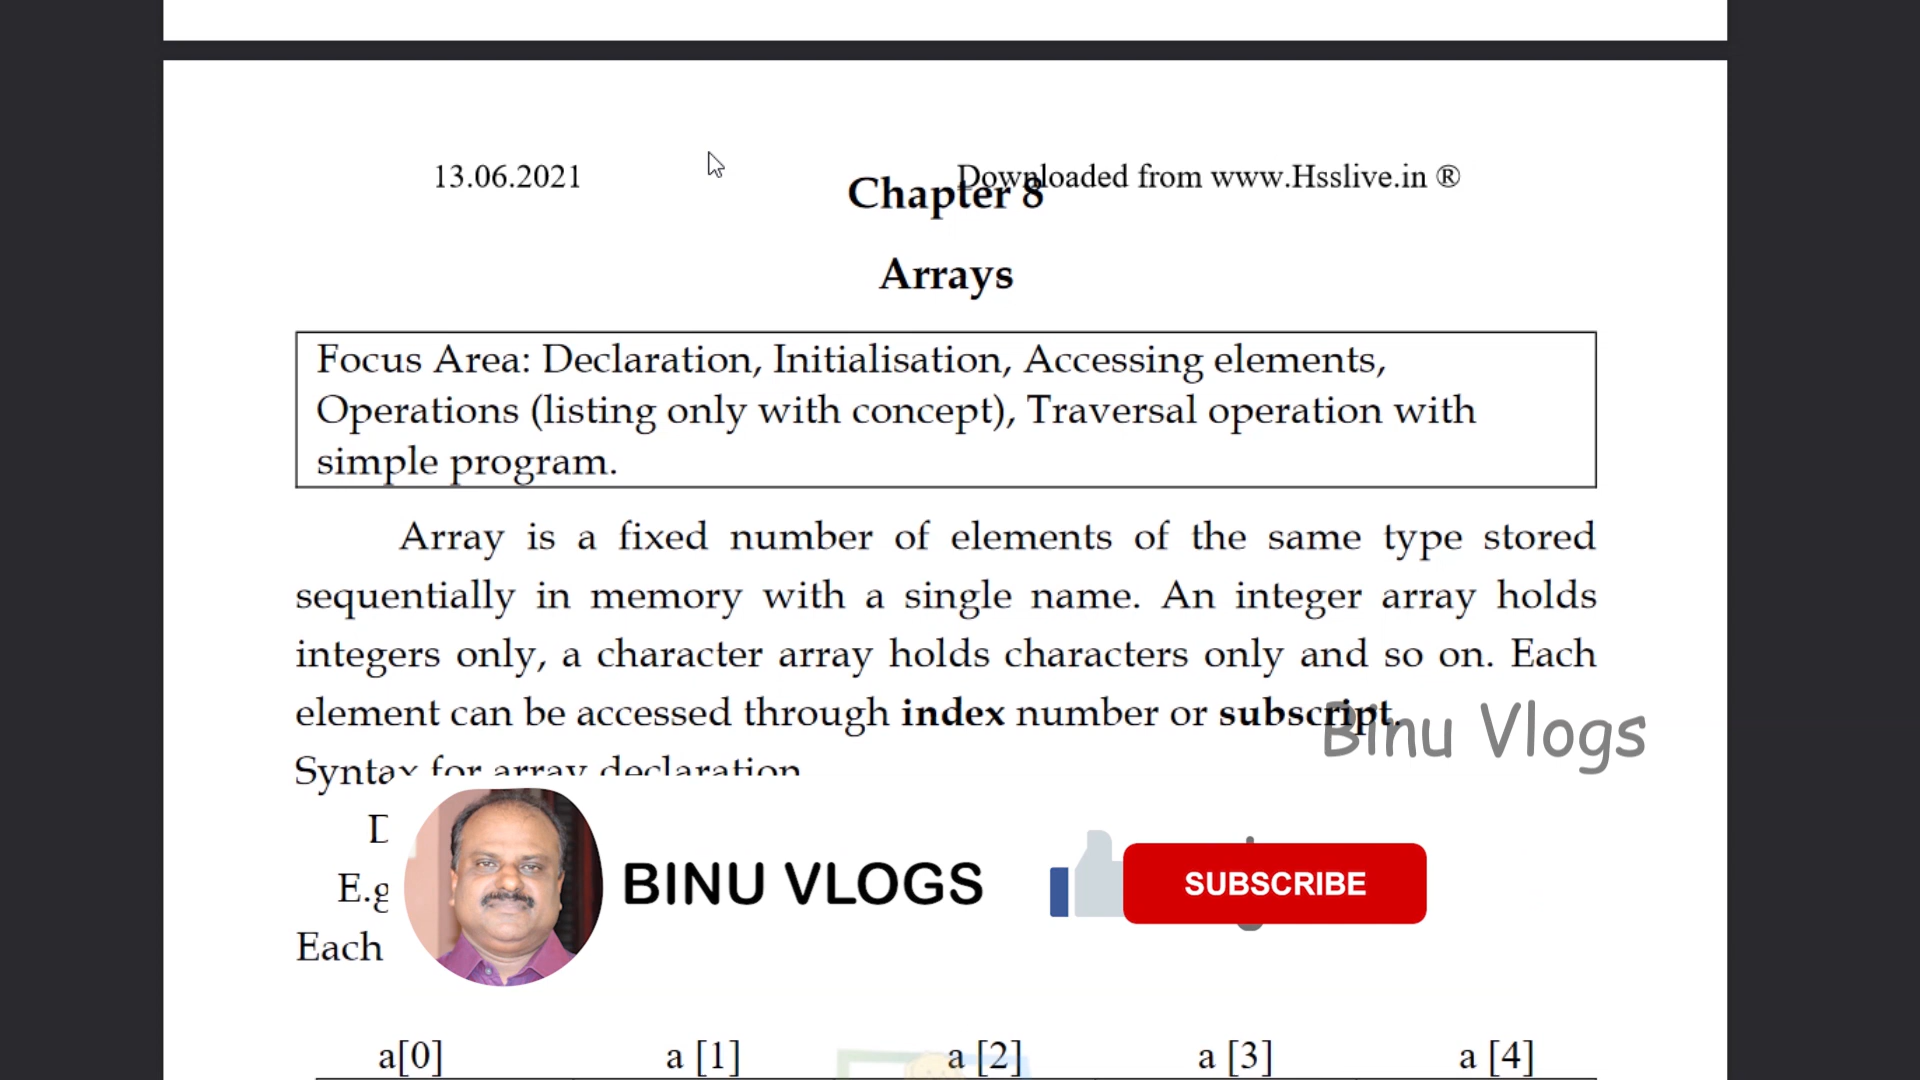 13.06.2021 Downloaded from www.Hsslive.in ®
Chapter 8
Arrays
Focus Area: Declaration, Initialisation, Accessing elements,
Operations (listing only with concept), Traversal operation with
simple program.
Array is a fixed number of elements of the same type stored
sequentially in memory with a single name. An integer array holds
integers only, a character array holds characters only and so on. Each
element can be accessed through index number or subscript.
Binu Vlogs
Syntax for array declaration
E.g
BINU VLOGS
SUBSCRIBE
Each
a[0] a [1] a [2] a [3] a [4]